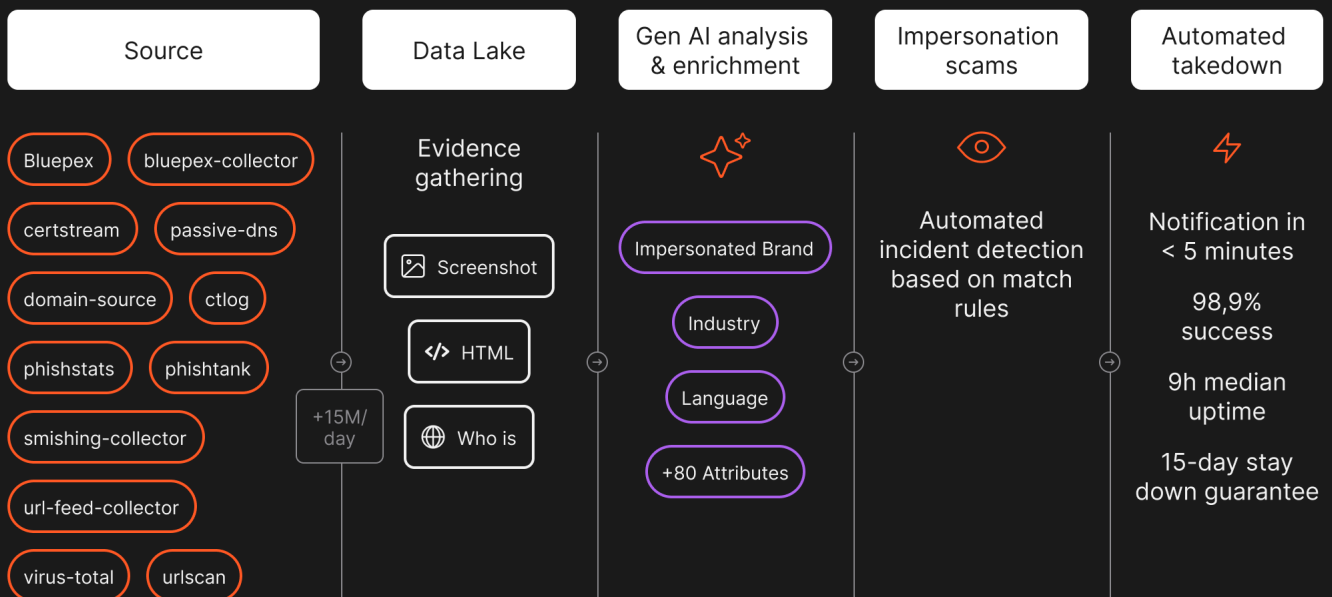 Source
Data Lake
Gen AI analysis
& enrichment
Impersonation
scams
Automated
takedown
Bluepex
bluepex-collector
certstream
passive-dns
domain-source
ctlog
phishstats
phishtank
smishing-collector
url-feed-collector
virus-total
urlscan
+15M/
day
Evidence
gathering
Screenshot
HTML
Who is
Impersonated Brand
Industry
Language
+80 Attributes
Automated
incident detection
based on match
rules
Notification in
< 5 minutes
98,9%
success
9h median
uptime
15-day stay
down guarantee